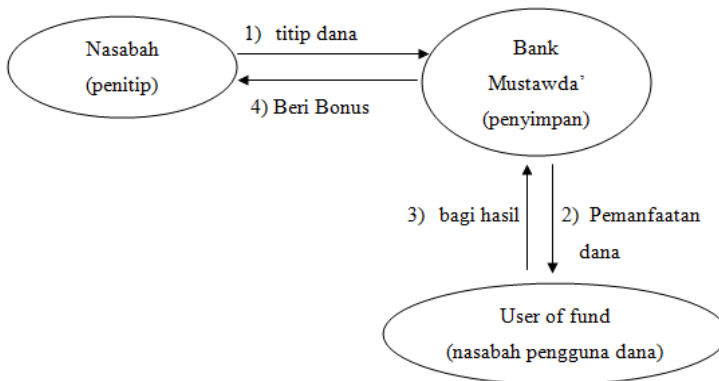 1) titip dana
Nasabah
(penitip)
Bank
Mustawda’
(penyimpan)
4) Beri Bonus
3) bagi hasil
2) Pemanfaatan
dana
User of fund
(nasabah pengguna dana)